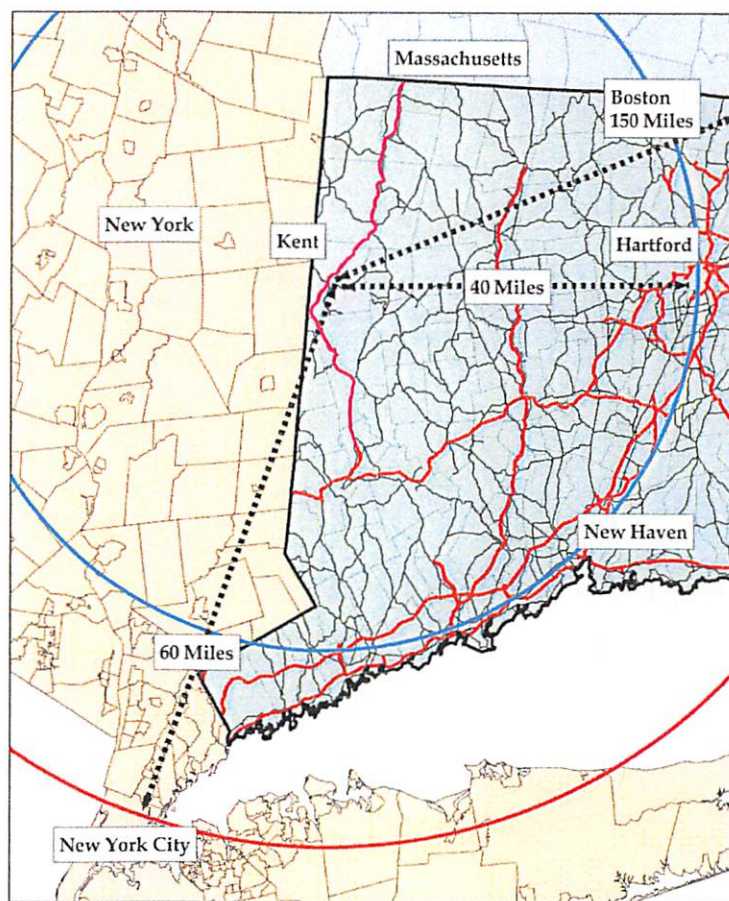 Massachusetts
Boston
150 Miles
New York
Kent
Hartford
40 Miles
New Haven
60 Miles
New York City